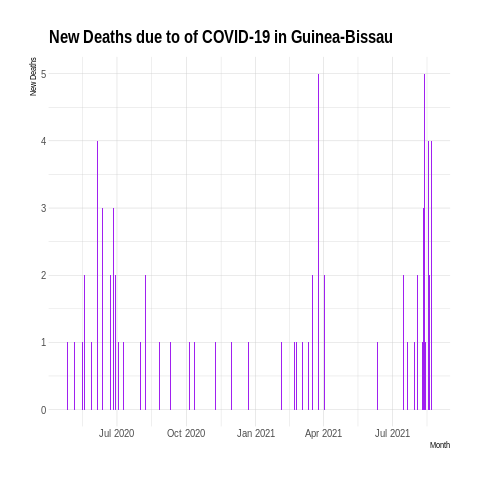 New Deaths due to of COVID-19 in Guinea-Bissau
New Deaths
5
4
3
2
1
0
Jul 2020 Oct 2020 Jan 2021 Apr 2021 Jul 2021
Month